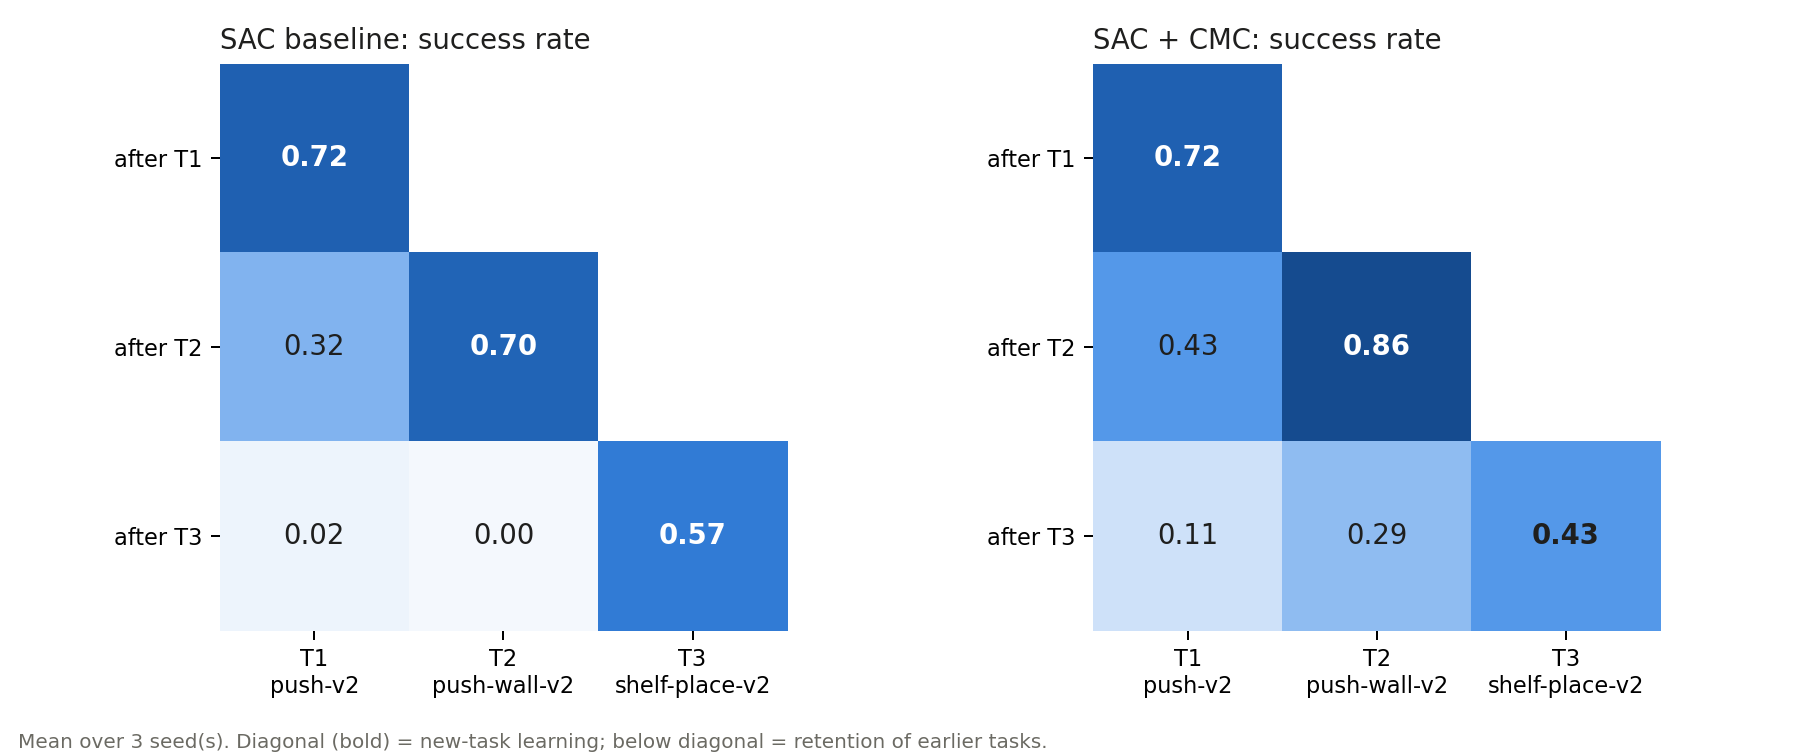 SAC baseline: success rate
after T1
0.72
after T2
0.32
0.70
after T3
0.02
0.00
0.57
T1
push-v2
T2
push-wall-v2
T3
shelf-place-v2
SAC + CMC: success rate
after T1
0.72
after T2
0.43
0.86
after T3
0.11
0.29
0.43
T1
push-v2
T2
push-wall-v2
T3
shelf-place-v2
Mean over 3 seed(s). Diagonal (bold) = new-task learning; below diagonal = retention of earlier tasks.